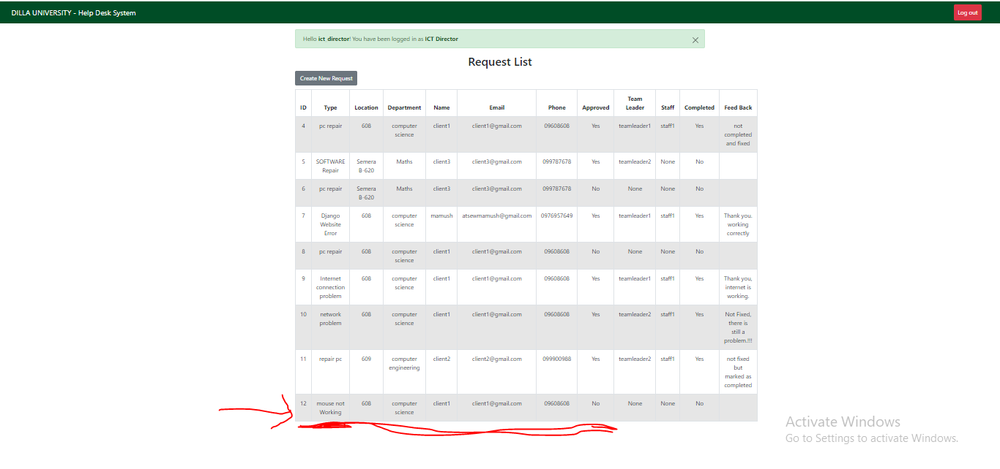 DILLA UNIVERSITY - Help Desk System Log out
Hello ict_director! You have been logged in as ICT Director
Request List
Create New Request
ID Type Location Department Name Email Phone Approved Team Leader Staff Completed Feed Back
4 pc repair 608 computer science client1 client1@gmail.com 09608608 Yes teamleader1 staff1 Yes not completed and fixed
5 SOFTWARE Repair Semera B-620 Maths client3 client3@gmail.com 099787678 Yes teamleader2 None No
6 pc repair Semera B-620 Maths client3 client3@gmail.com 099787678 No None None No
7 Django Website Error 608 computer science mamush atsewmamush@gmail.com 0976957649 Yes teamleader1 staff1 Yes Thank you. working correctly
8 pc repair 608 computer science client1 client1@gmail.com 09608608 No None None No
9 Internet connection problem 608 computer science client1 client1@gmail.com 09608608 Yes teamleader1 staff1 Yes Thank you, internet is working.
10 network problem 608 computer science client1 client1@gmail.com 09608608 Yes teamleader2 staff1 Yes Not Fixed, there is still a problem.!!!
11 repair pc 609 computer engineering client2 client2@gmail.com 099900988 Yes teamleader2 staff1 Yes not fixed but marked as completed
12 mouse not Working 608 computer science client1 client1@gmail.com 09608608 No None None No
Activate Windows
Go to Settings to activate Windows.